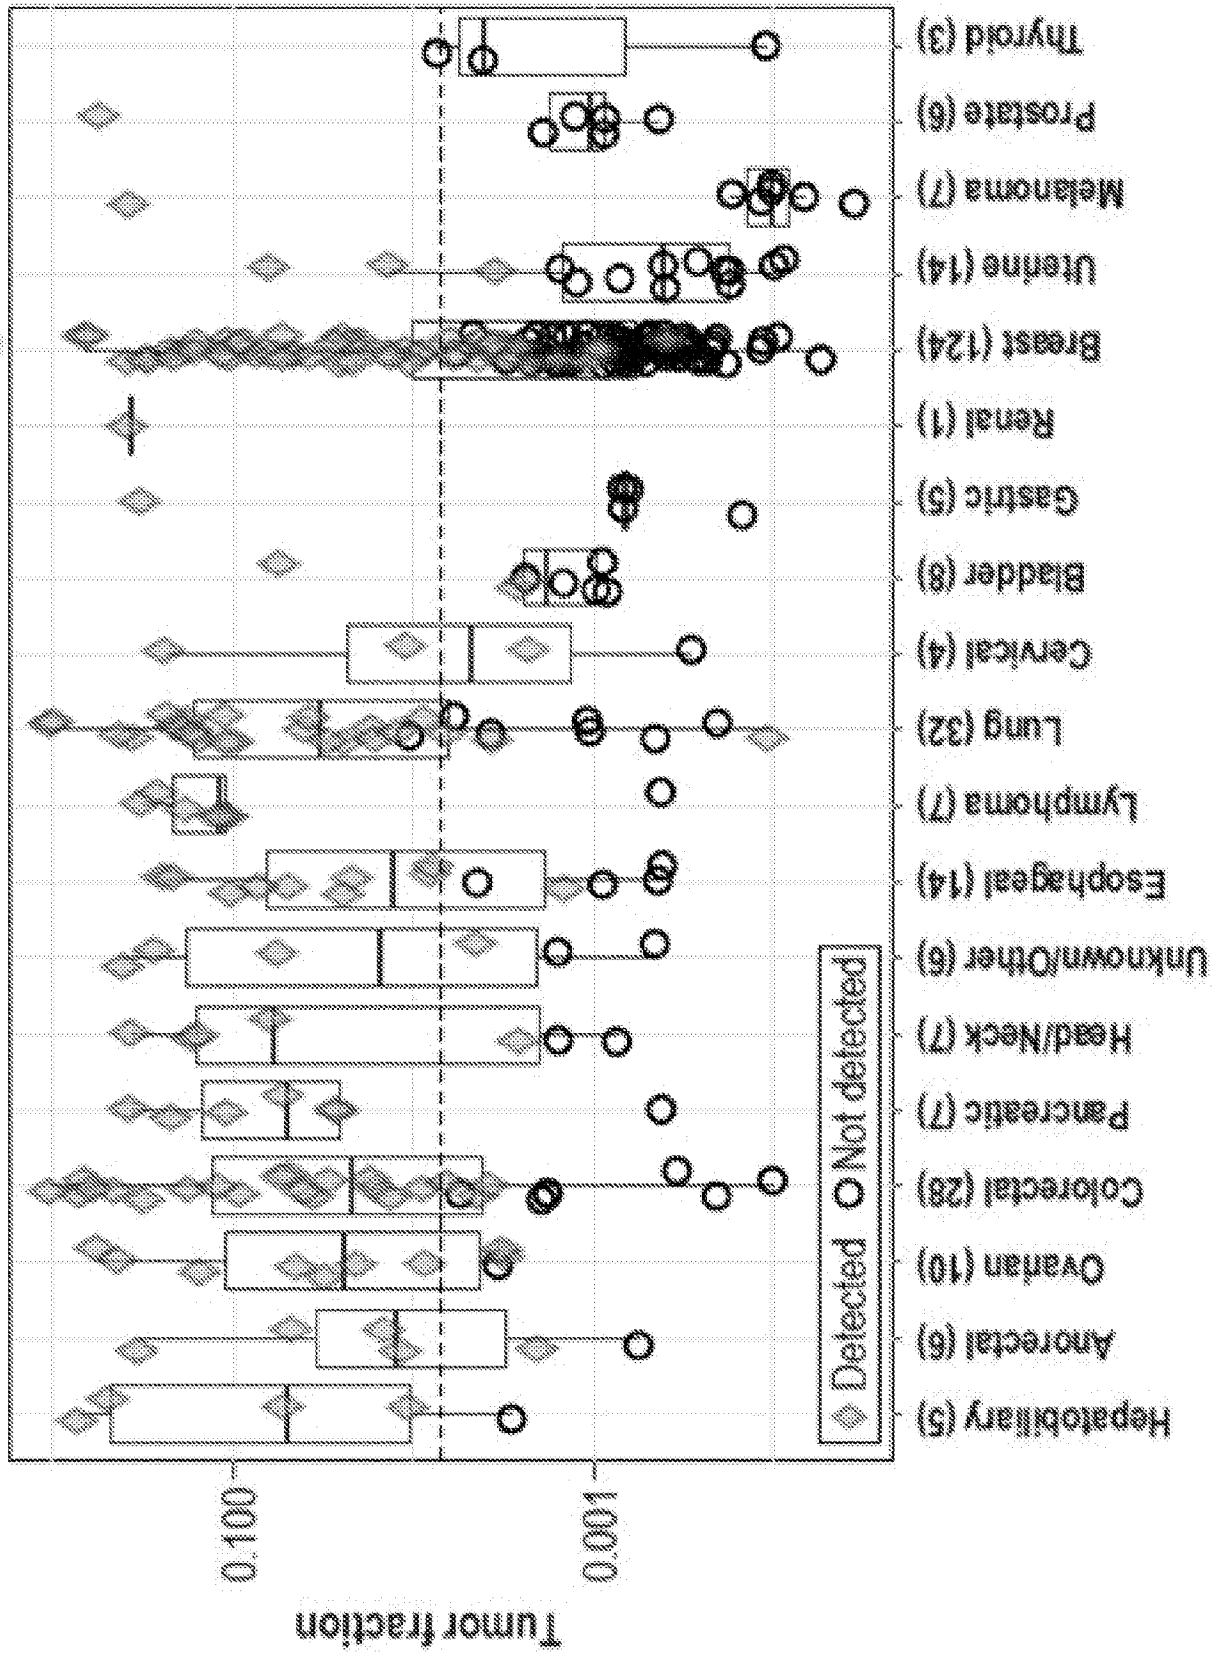 Tumor fraction
0.100
0.001
Detected
Not detected
Hepatobiliary (5)
Anorectal (6)
Ovarian (10)
Colorectal (28)
Pancreatic (7)
Head/Neck (7)
Unknown/Other (6)
Esophageal (14)
Lymphoma (7)
Lung (32)
Cervical (4)
Bladder (8)
Gastric (5)
Renal (1)
Breast (124)
Uterine (14)
Melanoma (7)
Prostate (6)
Thyroid (3)